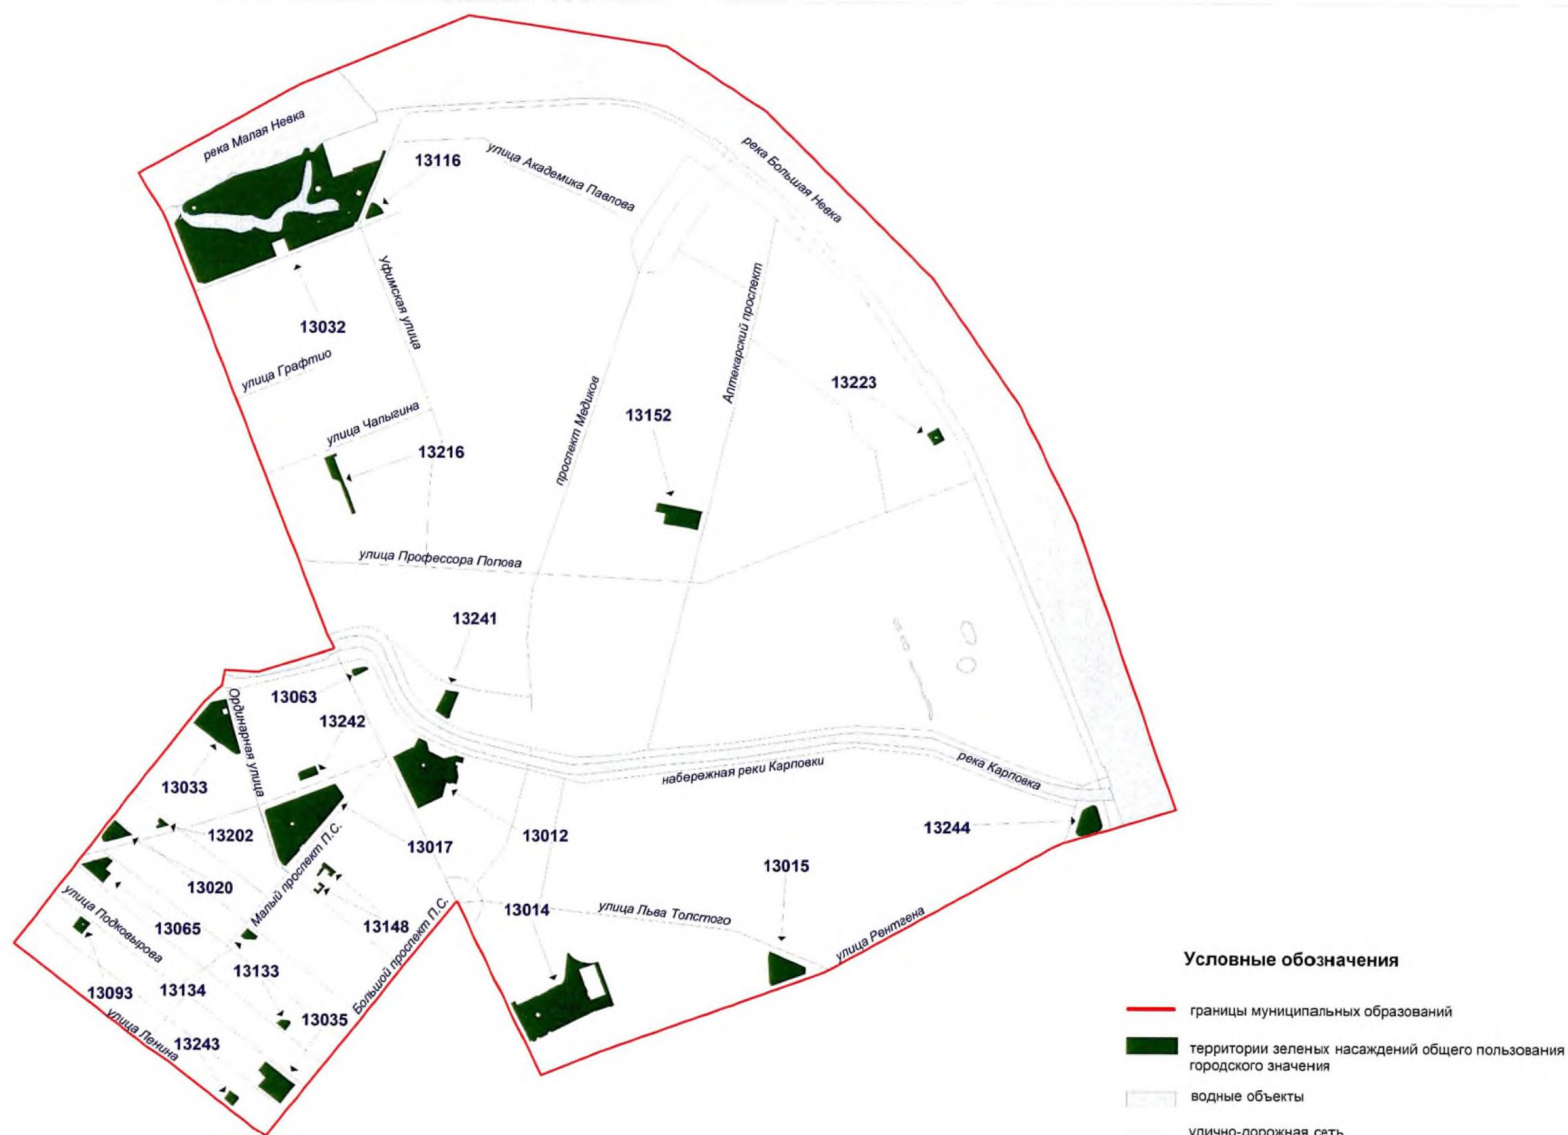 река Малая Невка
13116
улица Академика Павлова
река Большая Невка
Уфимская улица
13032
Аптекарский проспект
улица Графтио
проспект Медиков
13223
13152
улица Чапыгина
13216
улица Профессора Попова
13241
13063
Ординарная улица
13242
13033
набережная реки Карповки
река Карповка
13202
13017
13012
13244
Малый проспект П.С.
13015
13020
13014
улица Льва Толстого
улица Подковырова
13065
13148
Большой проспект П.С.
улица Рентгена
13133
13093
13134
13035
улица Ленина
13243
Условные обозначения
границы муниципальных образований
территории зеленых насаждений общего пользования
городского значения
водные объекты
улично-дорожная сеть